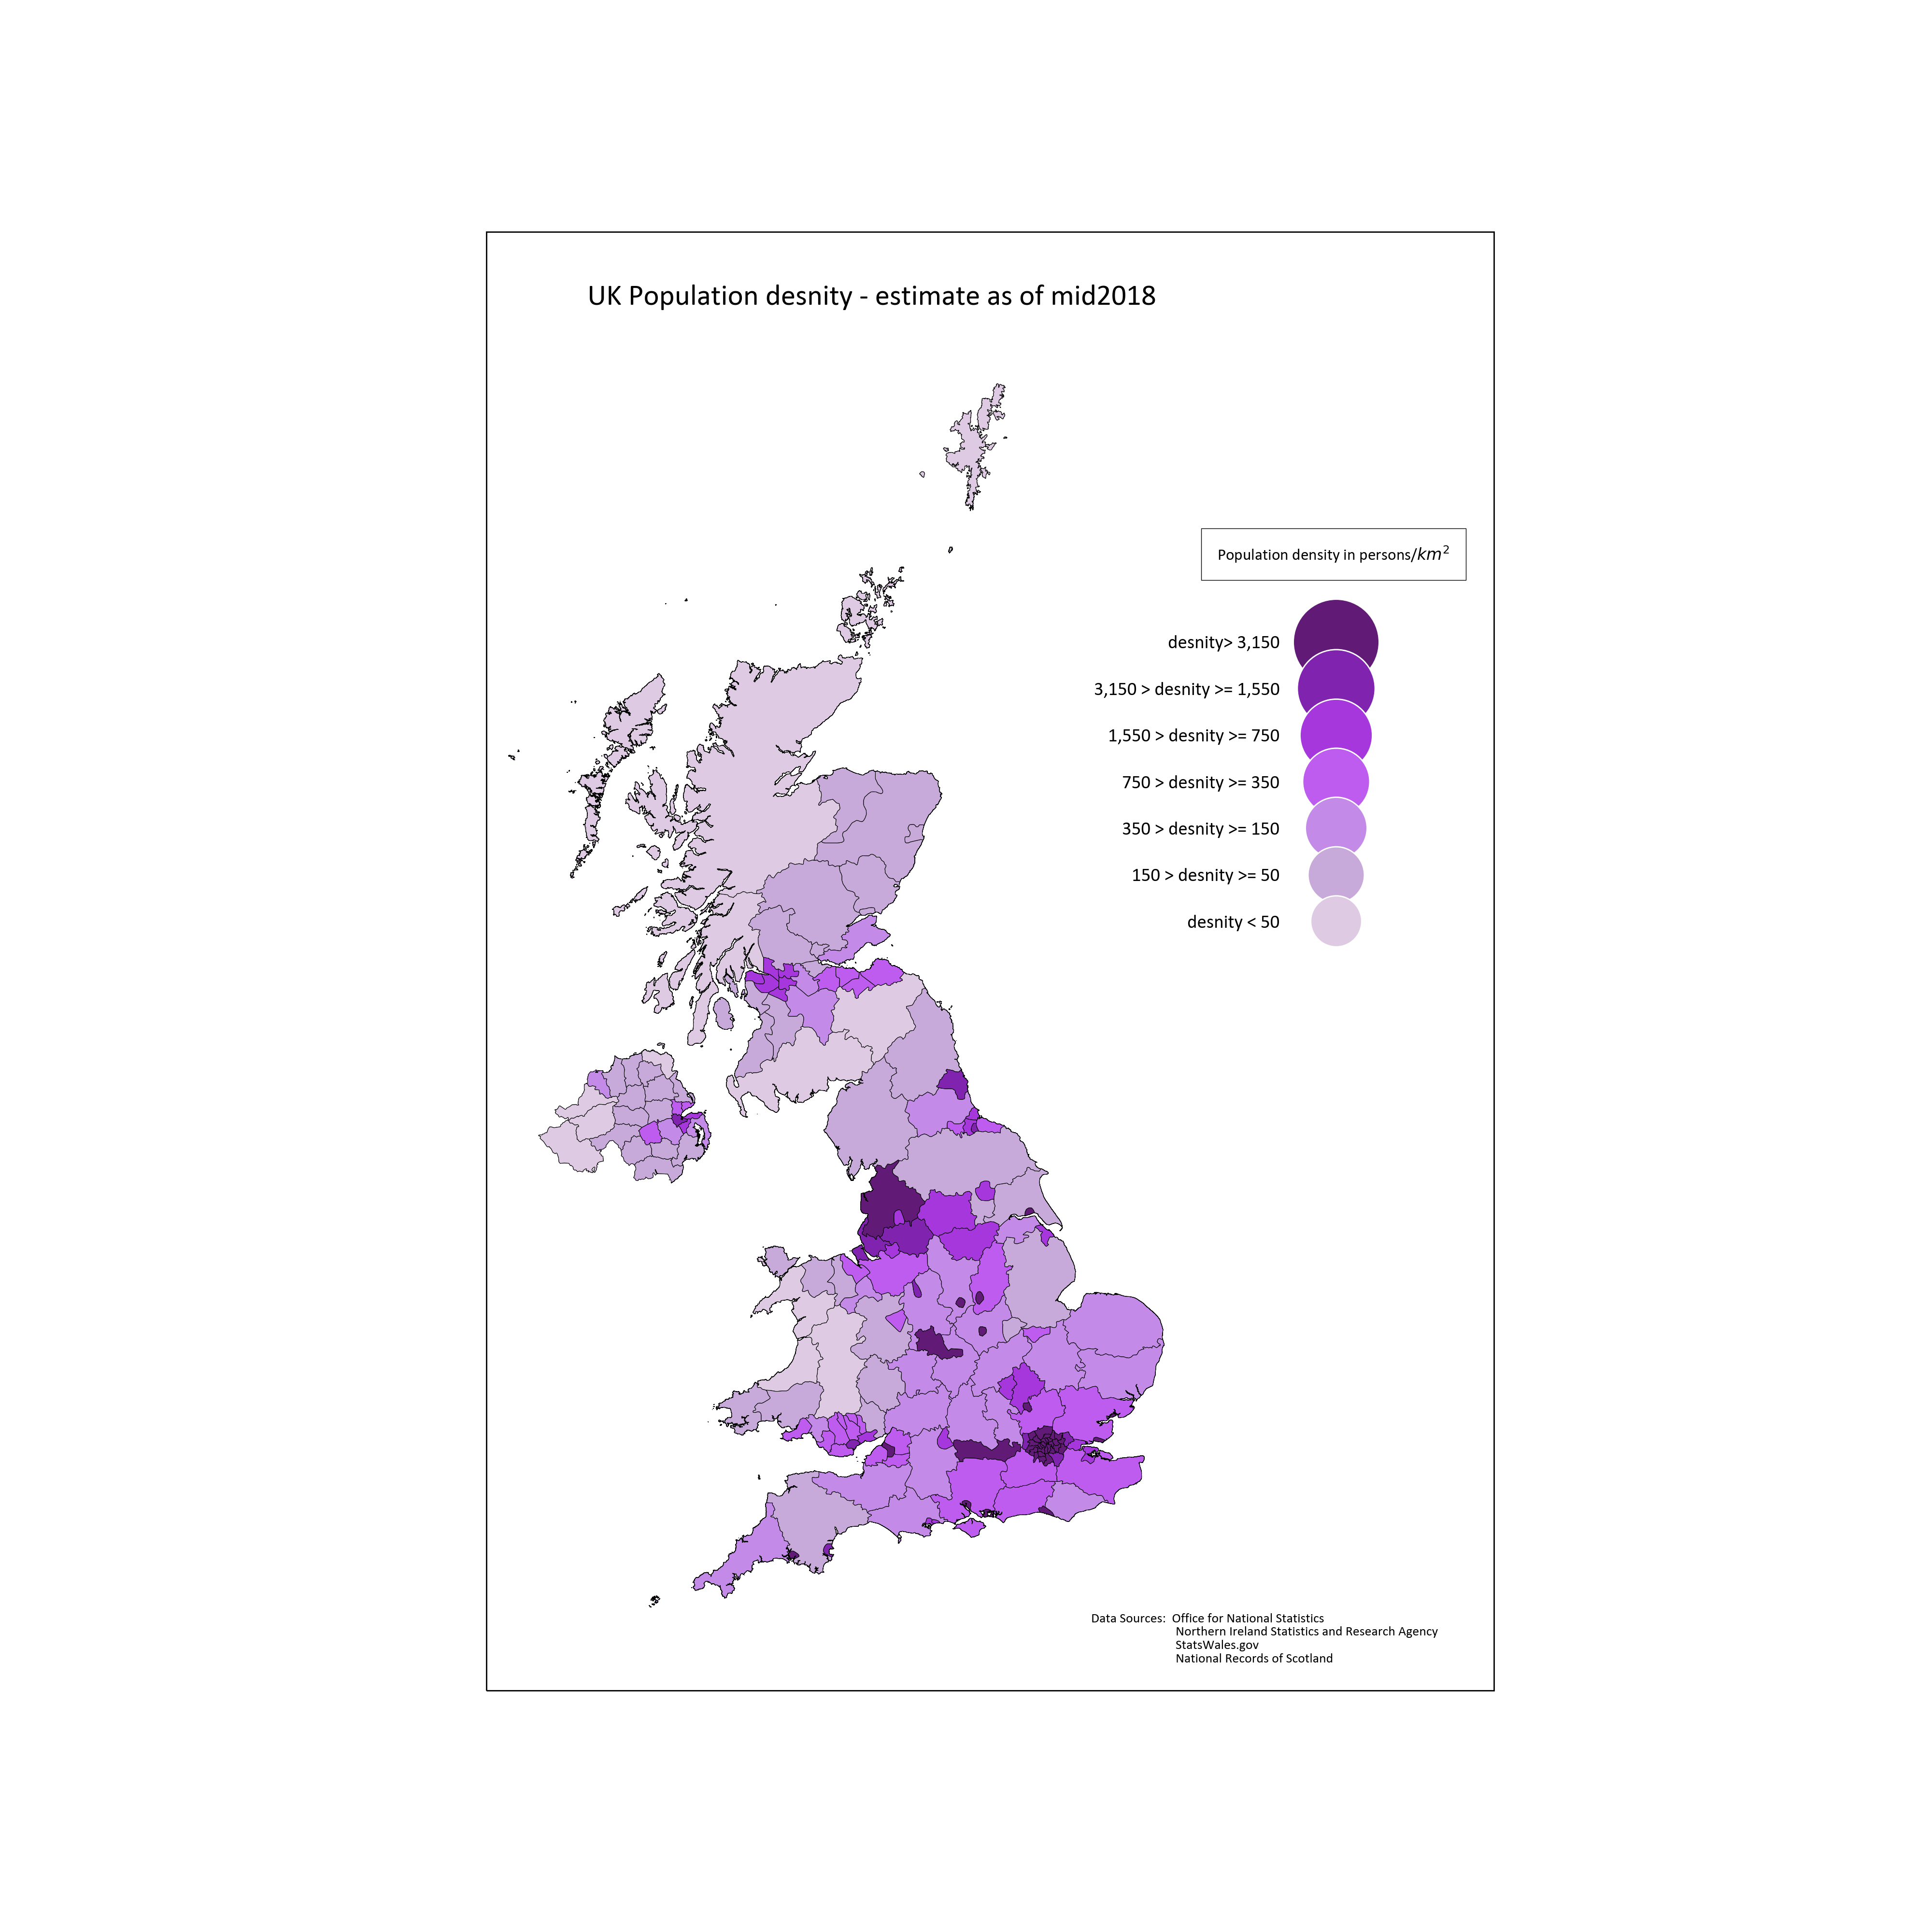 UK Population desnity - estimate as of mid2018
Population density in persons/km²
desnity> 3,150
3,150 > desnity >= 1,550
1,550 > desnity >= 750
750 > desnity >= 350
350 > desnity >= 150
150 > desnity >= 50
desnity < 50
Data Sources: Office for National Statistics
Northern Ireland Statistics and Research Agency
StatsWales.gov
National Records of Scotland